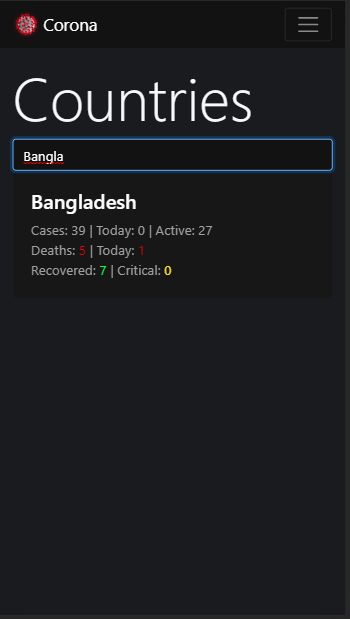 Corona
Countries
Bangla
Bangladesh
Cases: 39 | Today: 0 | Active: 27
Deaths: 5 | Today: 1
Recovered: 7 | Critical: 0